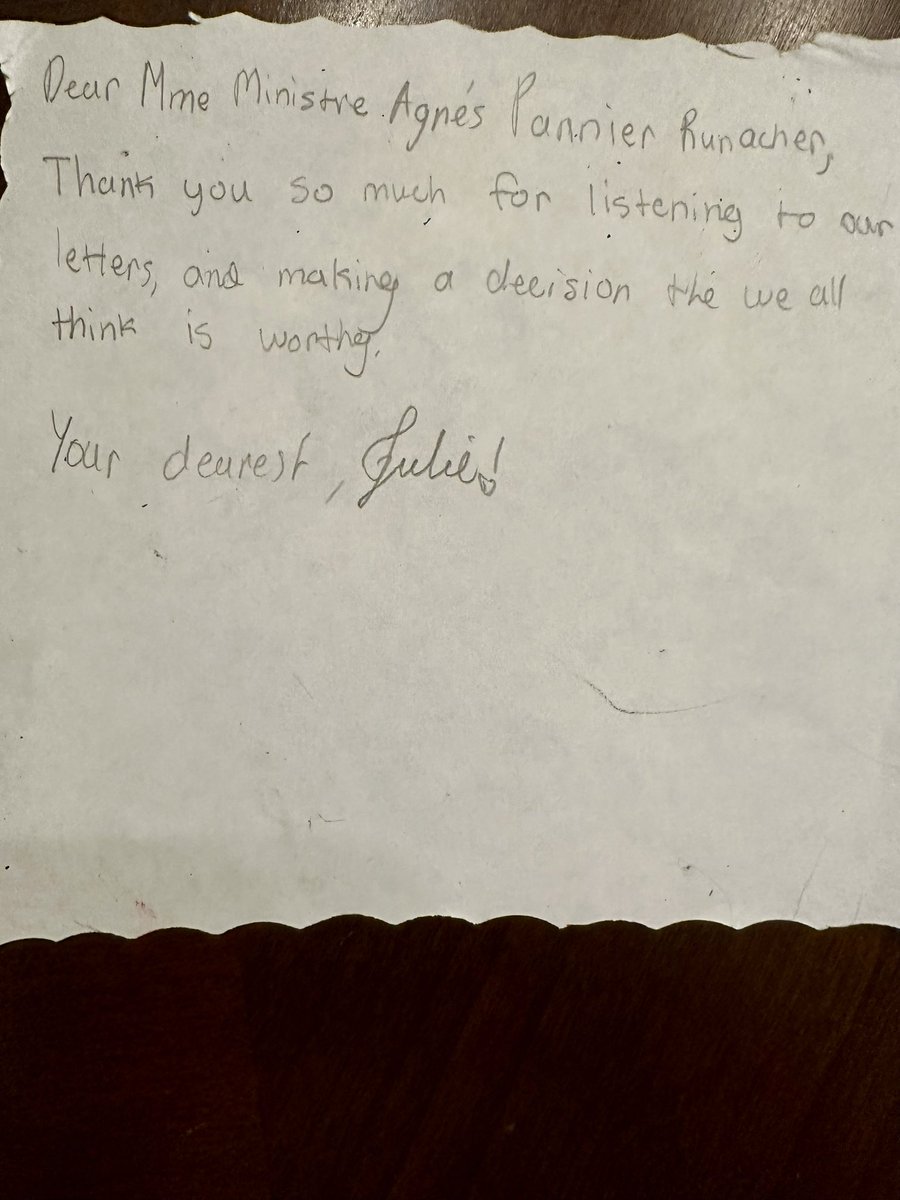 Dear Mme Ministre Agnés Pannier Runacher,
Thank you so much for listening to our
letters, and making a decision the we all
think is worthy.
Your dearest, Julie!